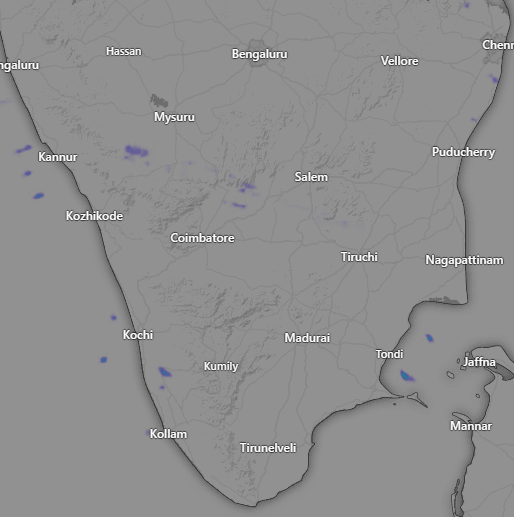 Chenn
Hassan
Bengaluru
Vellore
ngaluru
Mysuru
Kannur
Puducherry
Salem
Kozhikode
Coimbatore
Tiruchi
Nagapattinam
Kochi
Madurai
Tondi
Jaffna
Kumily
Mannar
Kollam
Tirunelveli